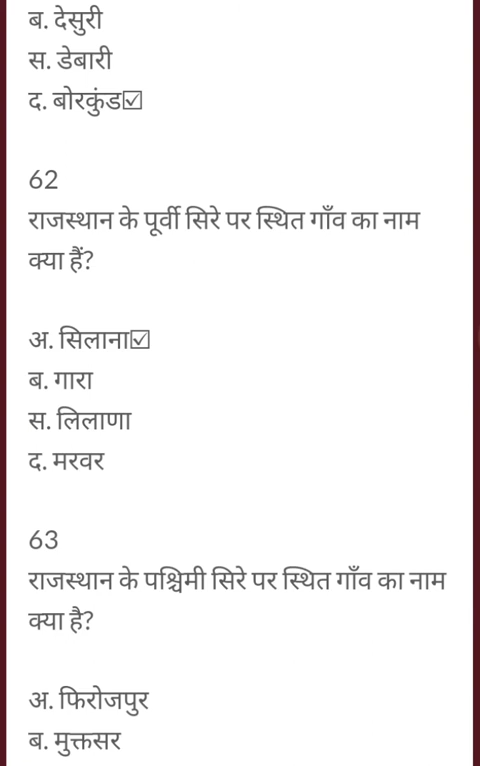 ब. देसुरी
स. डेबारी
द. बोरकुंड☑
62
राजस्थान के पूर्वी सिरे पर स्थित गाँव का नाम
क्या हैं?
अ. सिलाना☑
ब. गारा
स. लिलाणा
द. मरवर
63
राजस्थान के पश्चिमी सिरे पर स्थित गाँव का नाम
क्या है?
अ. फिरोजपुर
ब. मुक्तसर